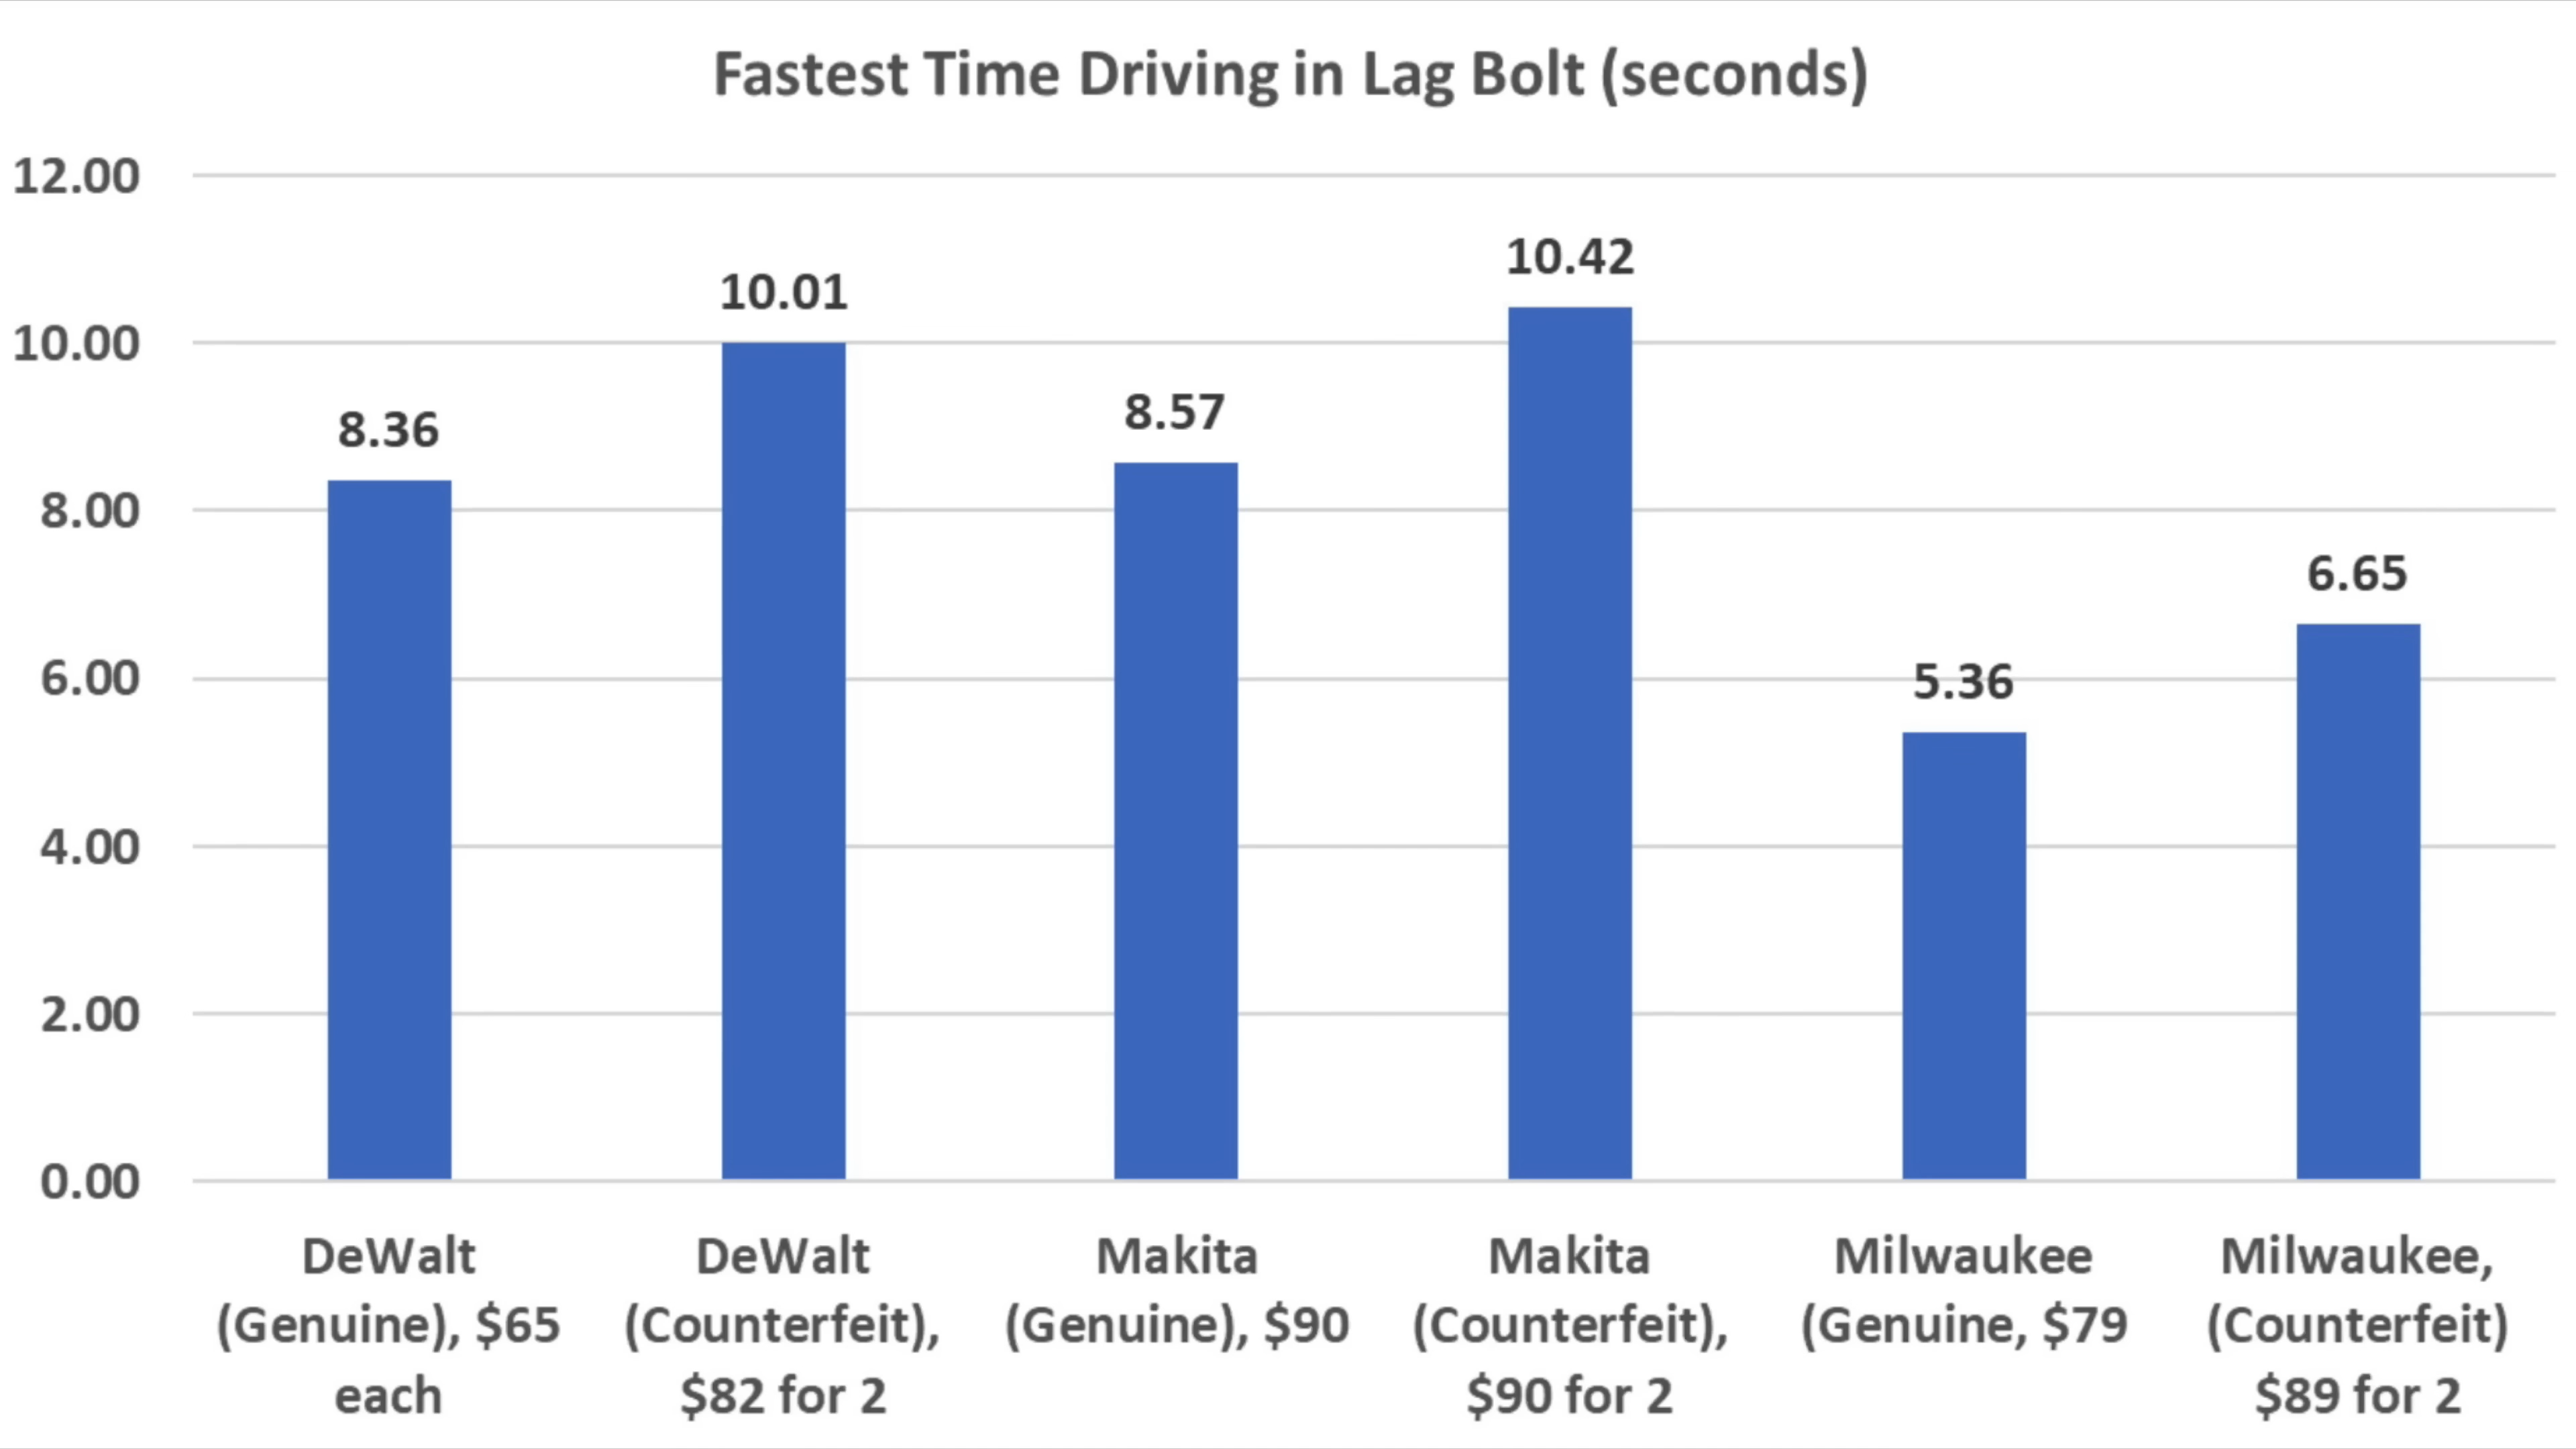 Fastest Time Driving in Lag Bolt (seconds)
12.00
10.00
8.00
6.00
4.00
2.00
0.00
8.36
10.01
8.57
10.42
5.36
6.65
DeWalt
(Genuine), $65
each
DeWalt
(Counterfeit),
$82 for 2
Makita
(Genuine), $90
Makita
(Counterfeit),
$90 for 2
Milwaukee
(Genuine, $79
Milwaukee,
(Counterfeit)
$89 for 2